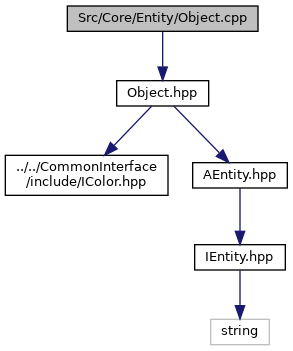 Src/Core/Entity/Object.cpp
Object.hpp
../../CommonInterface
/include/IColor.hpp
AEntity.hpp
IEntity.hpp
string